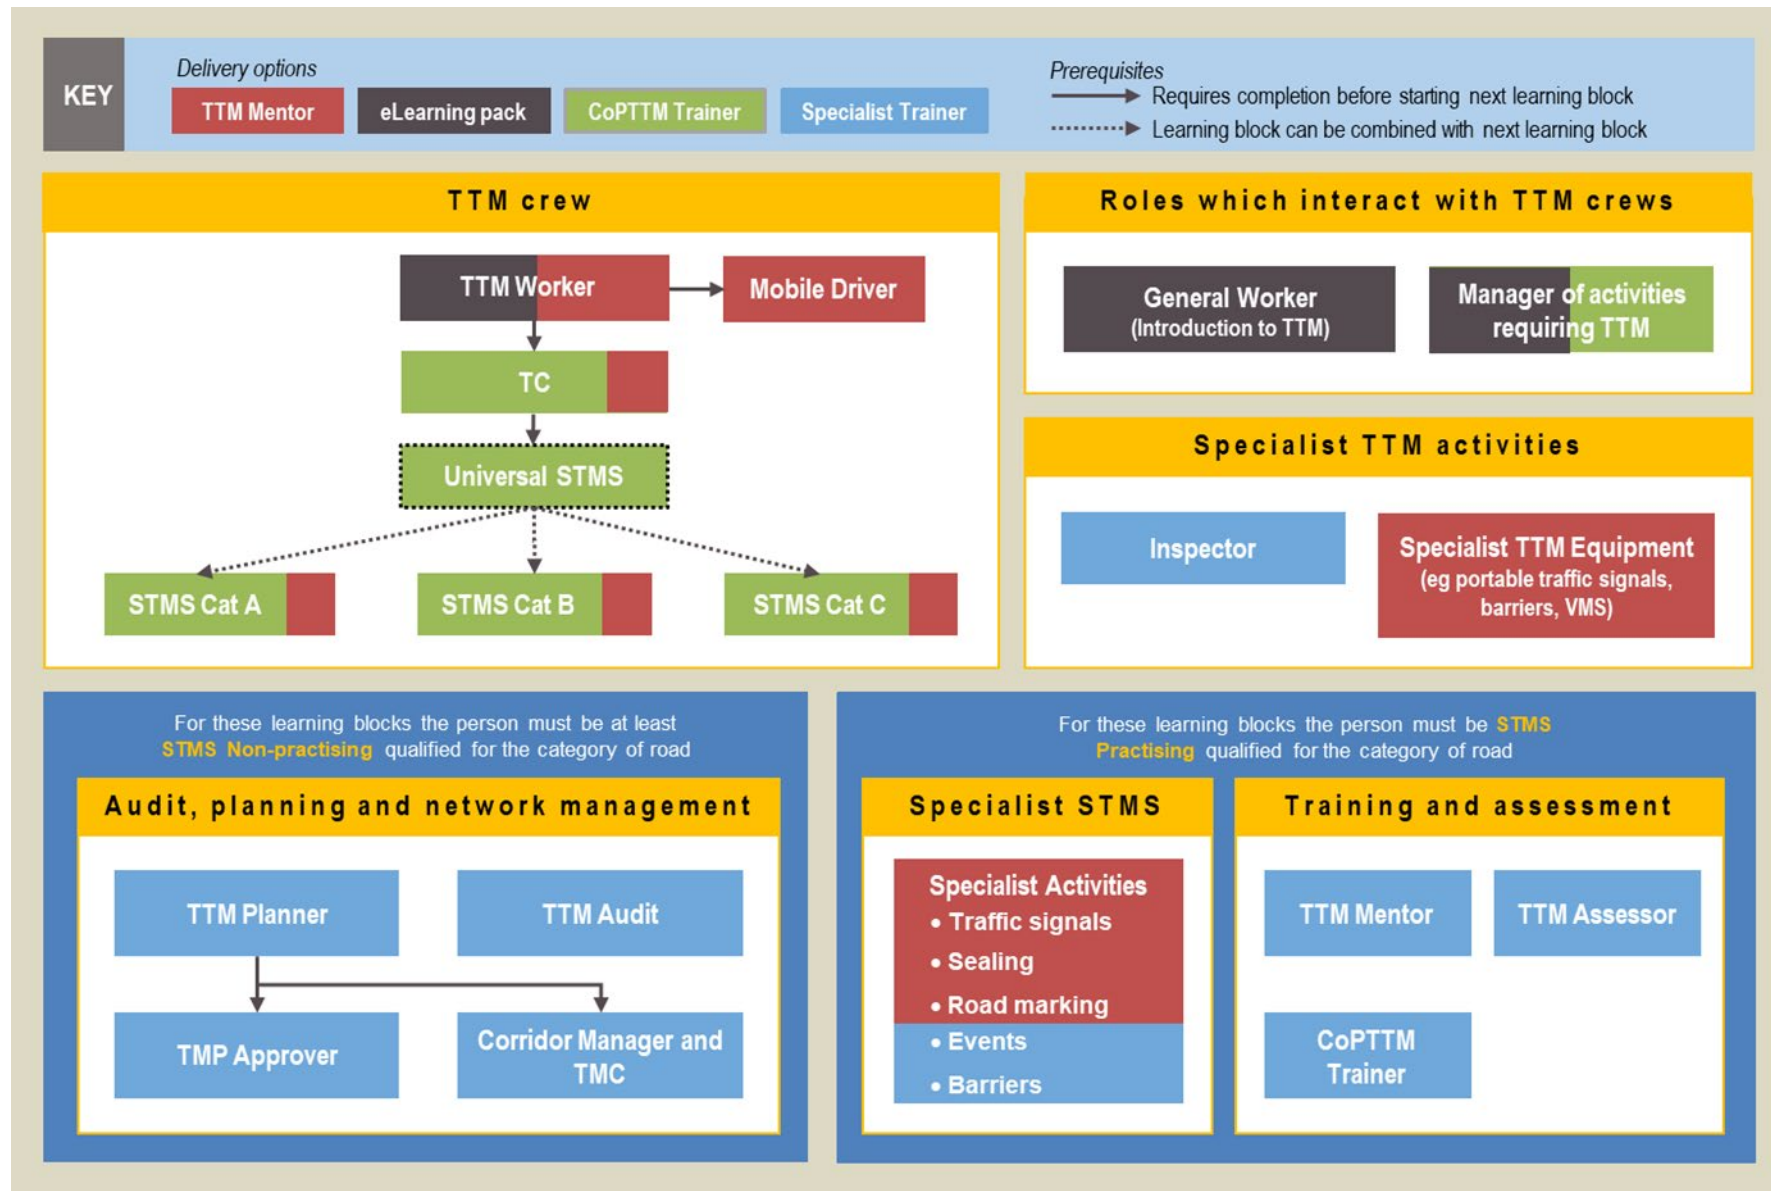 KEY
Delivery options
TTM Mentor
eLearning pack
CoPTTM Trainer
Specialist Trainer
Prerequisites
Requires completion before starting next learning block
Learning block can be combined with next learning block
TTM crew
TTM Worker
Mobile Driver
TC
Universal STMS
STMS Cat A
STMS Cat B
STMS Cat C
Roles which interact with TTM crews
General Worker
(Introduction to TTM)
Manager of activities
requiring TTM
Specialist TTM activities
Inspector
Specialist TTM Equipment
(eg portable traffic signals,
barriers, VMS)
For these learning blocks the person must be at least
STMS Non-practising qualified for the category of road
Audit, planning and network management
TTM Planner
TTM Audit
TMP Approver
Corridor Manager and
TMC
For these learning blocks the person must be STMS
Practising qualified for the category of road
Specialist STMS
Specialist Activities
• Traffic signals
• Sealing
• Road marking
• Events
• Barriers
Training and assessment
TTM Mentor
TTM Assessor
CoPTTM
Trainer